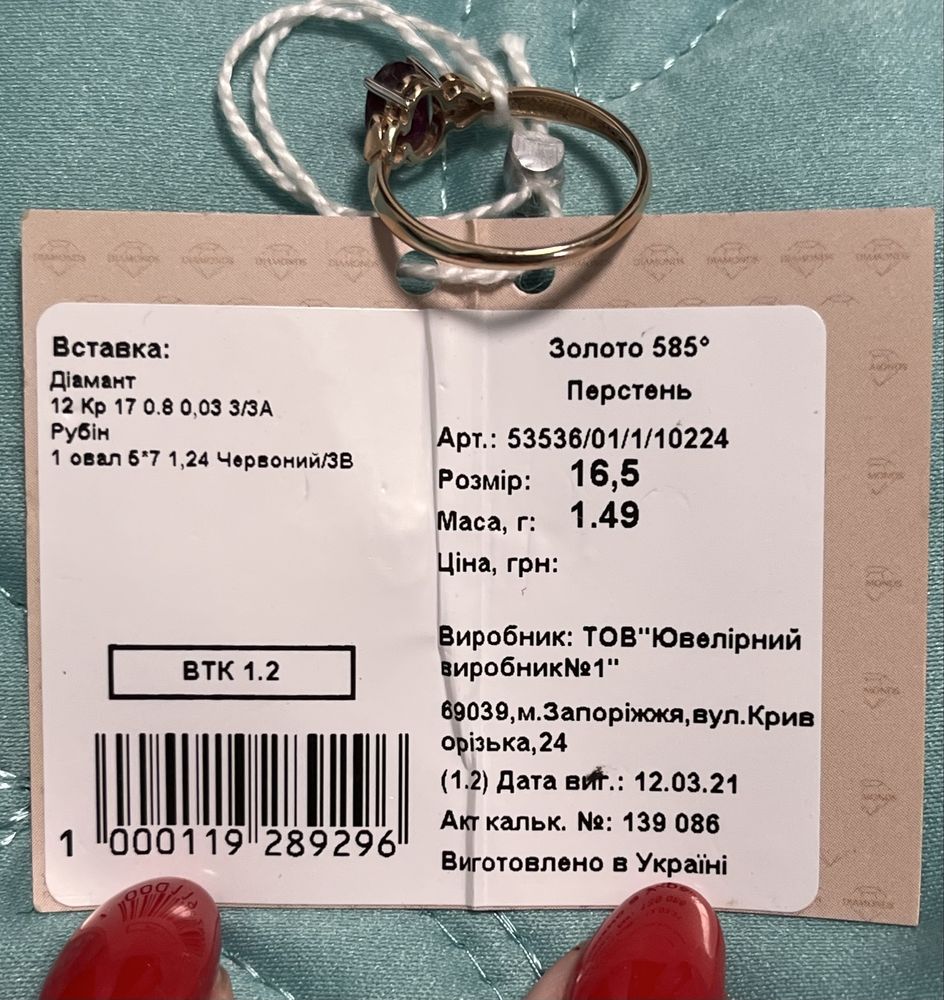 Вставка:
Діамант
12 Кр 17 0.8 0,03 3/3А
Рубін
1 овал 5*7 1,24 Червоний/3В
ВТК 1.2
1 000119 289296
Золото 585°
Перстень
Арт.: 53536/01/1/10224
Розмір: 16,5
Маса, г: 1.49
Ціна, грн:
Виробник: ТОВ"Ювелірний
виробник№1"
69039,м.Запоріжжя,вул.Крив
орізька,24
(1.2) Дата виг.: 12.03.21
Акт кальк. №: 139 086
Виготовлено в Україні